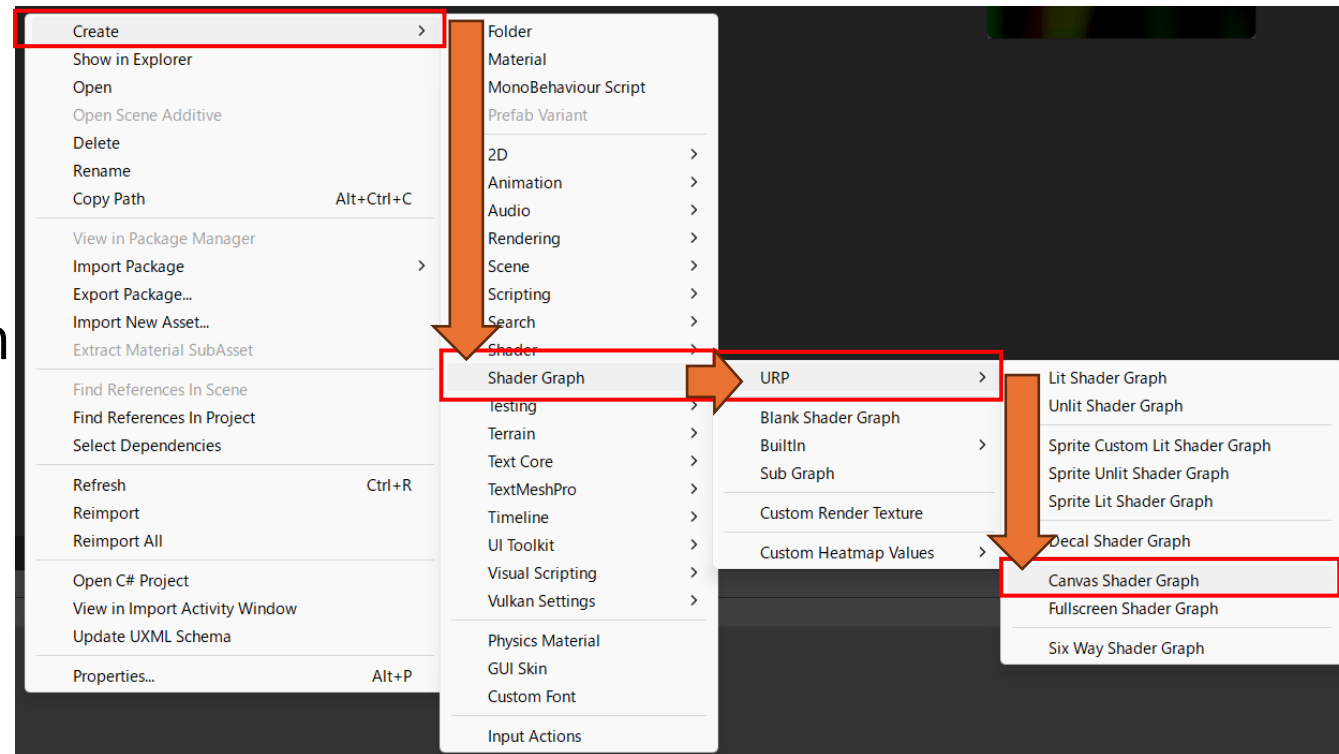 Create
Show in Explorer
Open
Open Scene Additive
Delete
Rename
Copy Path Alt+Ctrl+C
View in Package Manager
Import Package
Export Package...
Import New Asset...
Extract Material SubAsset
Find References In Scene
Find References In Project
Select Dependencies
Refresh Ctrl+R
Reimport
Reimport All
Open C# Project
View in Import Activity Window
Update UXML Schema
Properties... Alt+P
Folder
Material
MonoBehaviour Script
Prefab Variant
2D
Animation
Audio
Rendering
Scene
Scripting
Search
Shader
Shader Graph
Testing
Terrain
Text Core
TextMeshPro
Timeline
UI Toolkit
Visual Scripting
Vulkan Settings
Physics Material
GUI Skin
Custom Font
Input Actions
URP
Blank Shader Graph
BuiltIn
Sub Graph
Custom Render Texture
Custom Heatmap Values
Lit Shader Graph
Unlit Shader Graph
Sprite Custom Lit Shader Graph
Sprite Unlit Shader Graph
Sprite Lit Shader Graph
Decal Shader Graph
Canvas Shader Graph
Fullscreen Shader Graph
Six Way Shader Graph